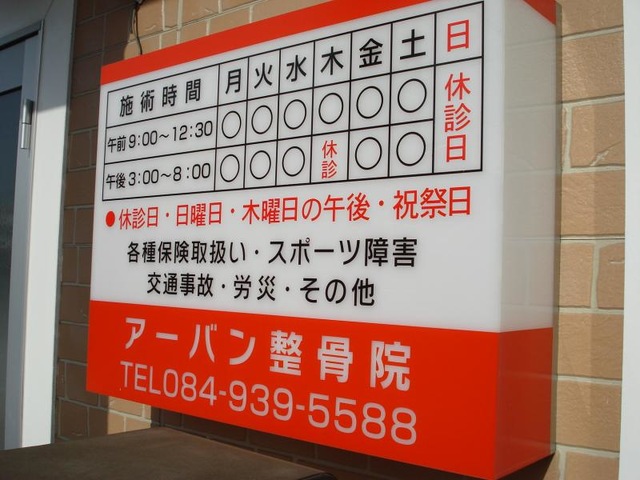 施術時間 月 火 水 木 金 土 日
午前9:00〜12:30 ○ ○ ○ ○ ○ ○ 休診日
午後3:00〜8:00 ○ ○ ○ 休診 ○ ○
●休診日・日曜日・木曜日の午後・祝祭日
各種保険取扱い・スポーツ障害
交通事故・労災・その他
アーバン整骨院
TEL084-939-5588